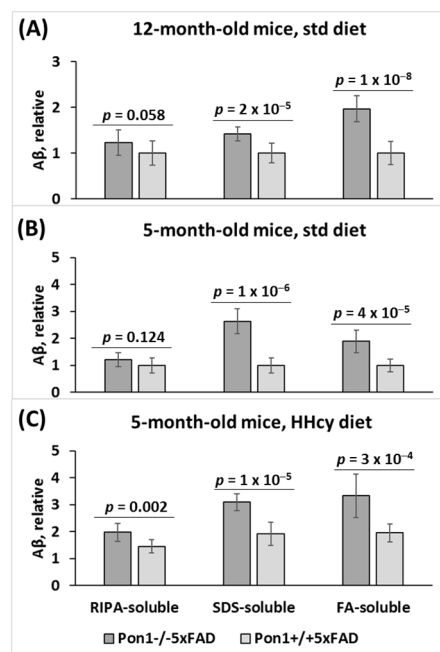 (A) 12-month-old mice, std diet
Aβ, relative
3
2
1
0
p = 0.058
p = 2 x 10⁻⁵
p = 1 x 10⁻⁸
(B) 5-month-old mice, std diet
Aβ, relative
5
4
3
2
1
0
p = 0.124
p = 1 x 10⁻⁶
p = 4 x 10⁻⁵
(C) 5-month-old mice, HHcy diet
Aβ, relative
5
4
3
2
1
0
p = 0.002
p = 1 x 10⁻⁵
p = 3 x 10⁻⁴
RIPA-soluble SDS-soluble FA-soluble
Pon1-/-5xFAD Pon1+/+5xFAD